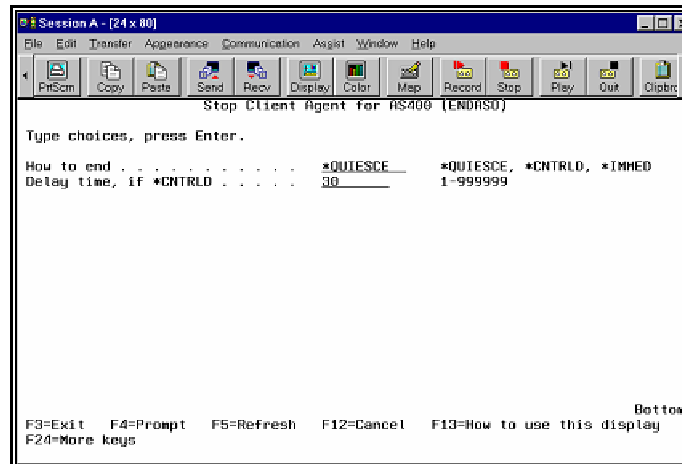 Session A - [24 x 80]
File Edit Transfer Appearance Communication Assist Window Help
PrtScrn Copy Paste Send Recv Display Color Map Record Stop Play Quit Clipbrd
Stop Client Agent for AS400 (ENDASO)
Type choices, press Enter.
How to end . . . . . . . . . . . *QUIESCE *QUIESCE, *CNTRLD, *IMMED
Delay time, if *CNTRLD . . . . . 30 1-999999
Bottom
F3=Exit F4=Prompt F5=Refresh F12=Cancel F13=How to use this display
F24=More keys